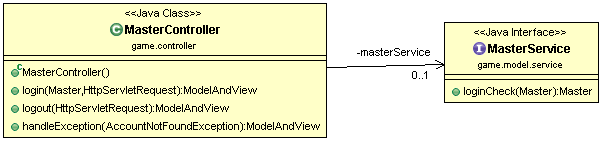 <<Java Class>>
MasterController
game.controller
MasterController()
login(Master,HttpServletRequest):ModelAndView
logout(HttpServletRequest):ModelAndView
handleException(AccountNotFoundException):ModelAndView
-masterService
0..1
<<Java Interface>>
MasterService
game.model.service
loginCheck(Master):Master